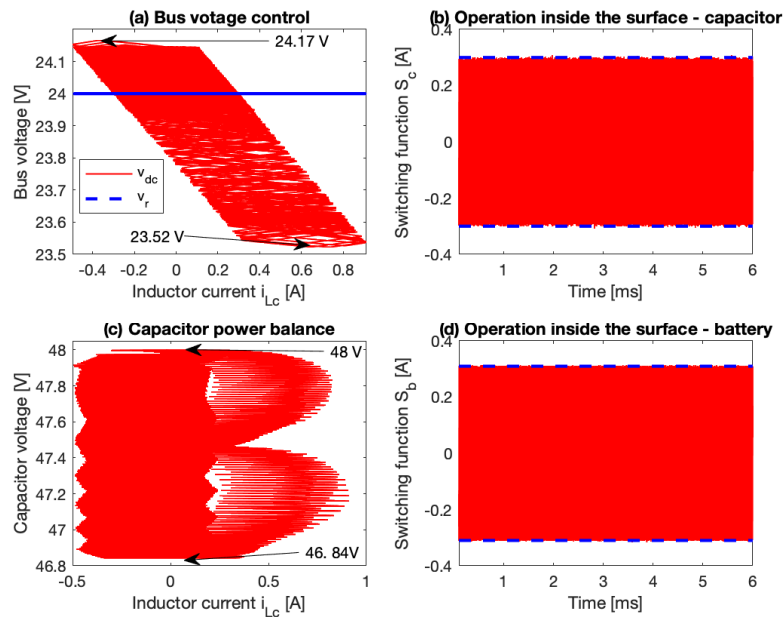 (a) Bus votage control
24.17 V
24.1
24
23.9
23.8
23.7
23.6
23.5
Bus voltage [V]
v_dc
v_r
23.52 V
-0.4
-0.2
0
0.2
0.4
0.6
0.8
Inductor current i_Lc [A]
(b) Operation inside the surface - capacitor
0.4
0.2
0
-0.2
-0.4
Switching function S_c [A]
1
2
3
4
5
6
Time [ms]
(c) Capacitor power balance
48 V
48
47.8
47.6
47.4
47.2
47
46.8
Capacitor voltage [V]
46. 84V
-0.5
0
0.5
1
Inductor current i_Lc [A]
(d) Operation inside the surface - battery
0.4
0.2
0
-0.2
-0.4
Switching function S_b [A]
1
2
3
4
5
6
Time [ms]